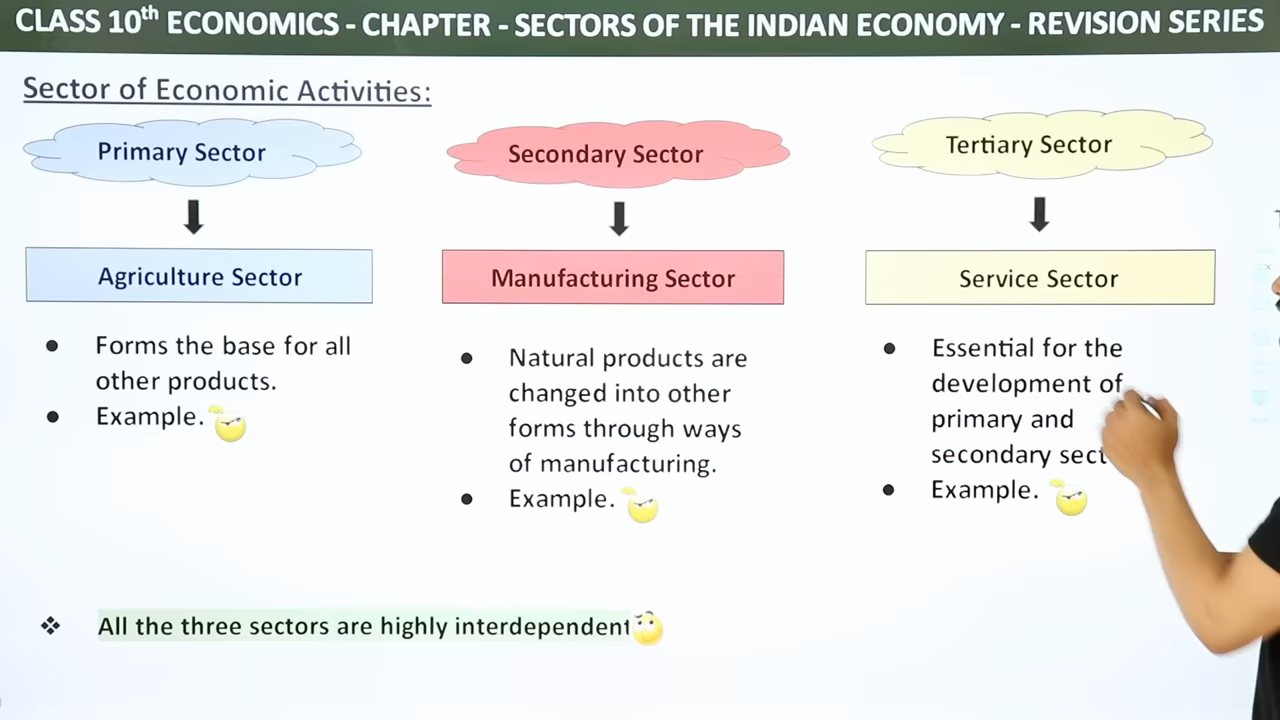 CLASS 10th ECONOMICS - CHAPTER - SECTORS OF THE INDIAN ECONOMY - REVISION SERIES
Sector of Economic Activities:
Primary Sector
Agriculture Sector
● Forms the base for all
other products.
● Example.
Secondary Sector
Manufacturing Sector
● Natural products are
changed into other
forms through ways
of manufacturing.
● Example.
Tertiary Sector
Service Sector
● Essential for the
development of
primary and
secondary sect
● Example.
❖ All the three sectors are highly interdependent